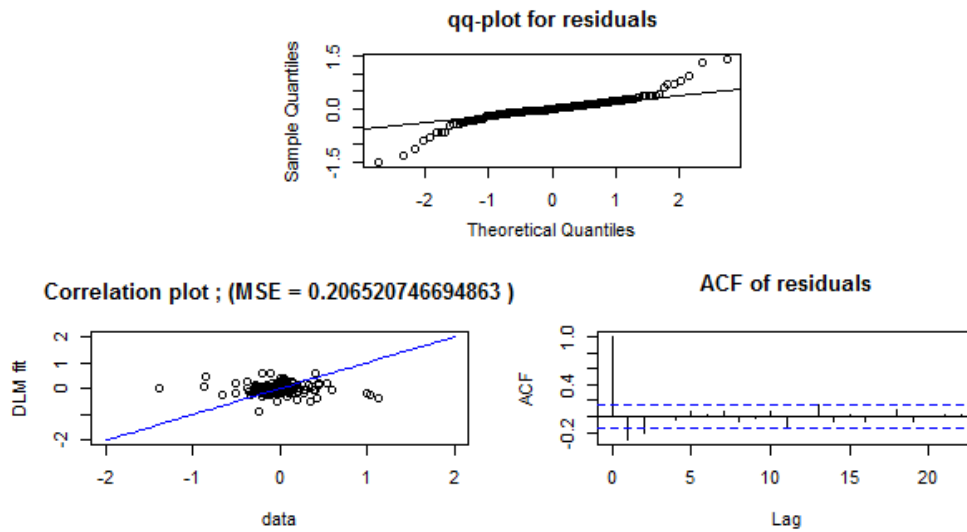 qq-plot for residuals
Sample Quantiles
1.5
0.0
-1.5
-2
-1
0
1
2
Theoretical Quantiles
Correlation plot ; (MSE = 0.206520746694863 )
DLM fit
2
1
0
-2
-2
-1
0
1
2
data
ACF of residuals
ACF
1.0
0.4
-0.2
0
5
10
15
20
Lag